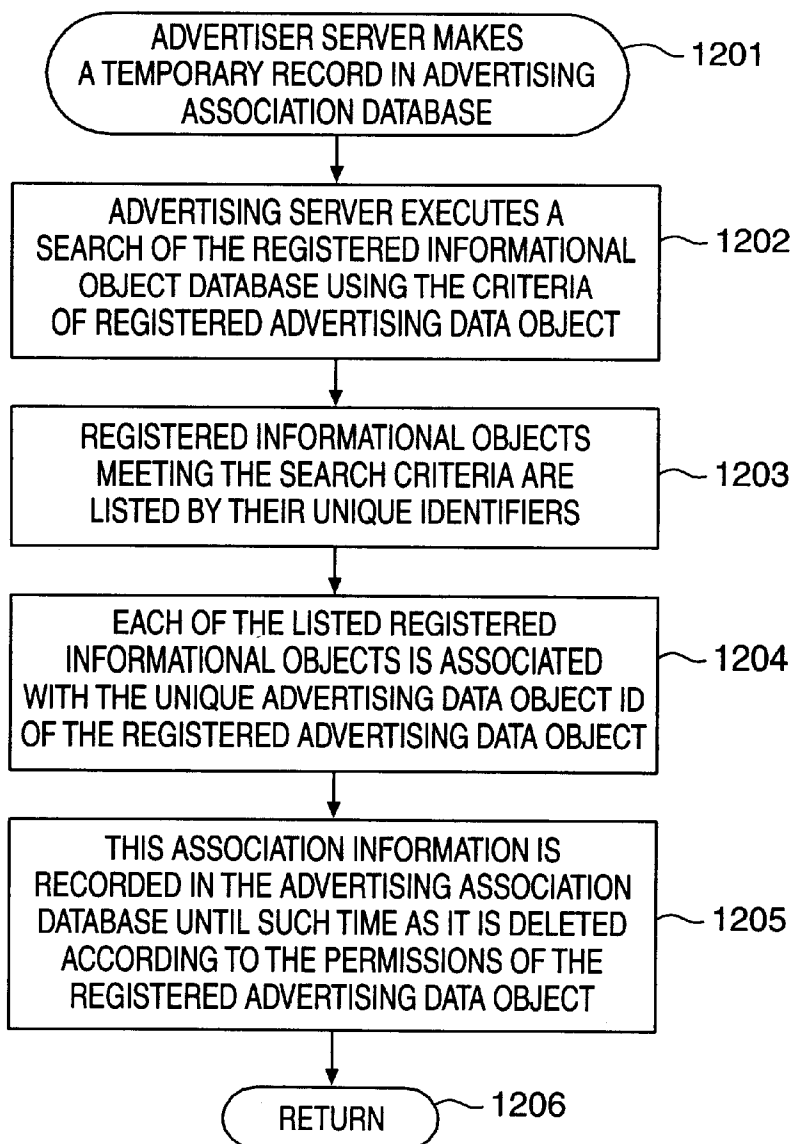 ADVERTISER SERVER MAKES
A TEMPORARY RECORD IN ADVERTISING
ASSOCIATION DATABASE
1201
ADVERTISING SERVER EXECUTES A
SEARCH OF THE REGISTERED INFORMATIONAL
OBJECT DATABASE USING THE CRITERIA
OF REGISTERED ADVERTISING DATA OBJECT
1202
REGISTERED INFORMATIONAL OBJECTS
MEETING THE SEARCH CRITERIA ARE
LISTED BY THEIR UNIQUE IDENTIFIERS
1203
EACH OF THE LISTED REGISTERED
INFORMATIONAL OBJECTS IS ASSOCIATED
WITH THE UNIQUE ADVERTISING DATA OBJECT ID
OF THE REGISTERED ADVERTISING DATA OBJECT
1204
THIS ASSOCIATION INFORMATION IS
RECORDED IN THE ADVERTISING ASSOCIATION
DATABASE UNTIL SUCH TIME AS IT IS DELETED
ACCORDING TO THE PERMISSIONS OF THE
REGISTERED ADVERTISING DATA OBJECT
1205
RETURN
1206